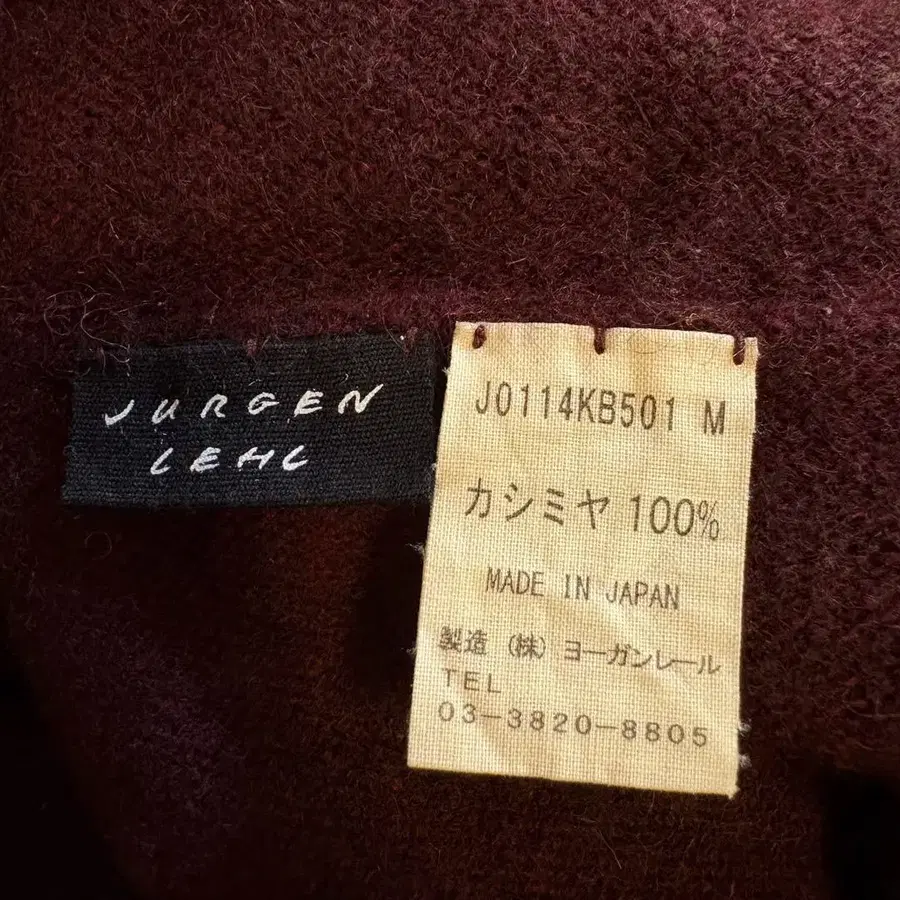 JURGEN
LEHL
J0114KB501 M
カシミヤ 100%
MADE IN JAPAN
製造 (株) ヨーガンレール
TEL
03-3820-8805